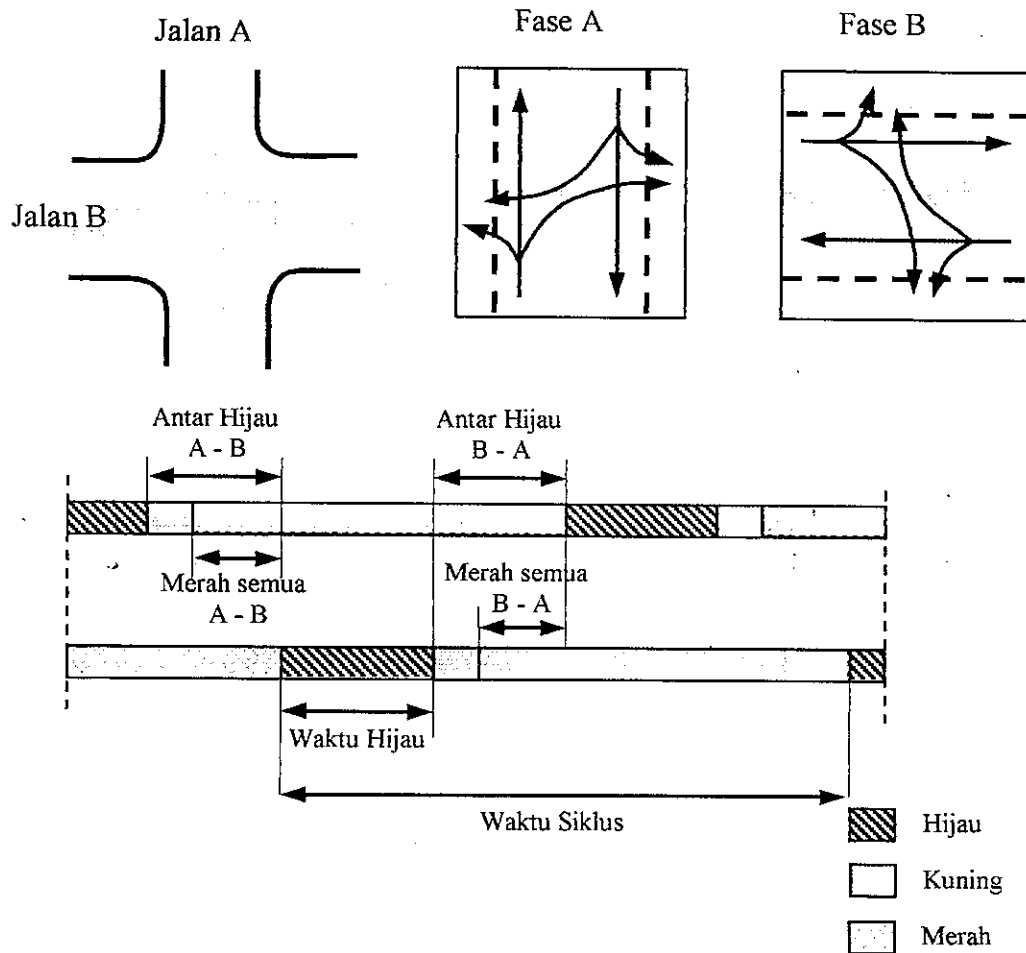 Jalan A
Fase A
Fase B
Jalan B
Antar Hijau
A - B
Antar Hijau
B - A
Merah semua
A - B
Merah semua
B - A
Waktu Hijau
Waktu Siklus
Hijau
Kuning
Merah